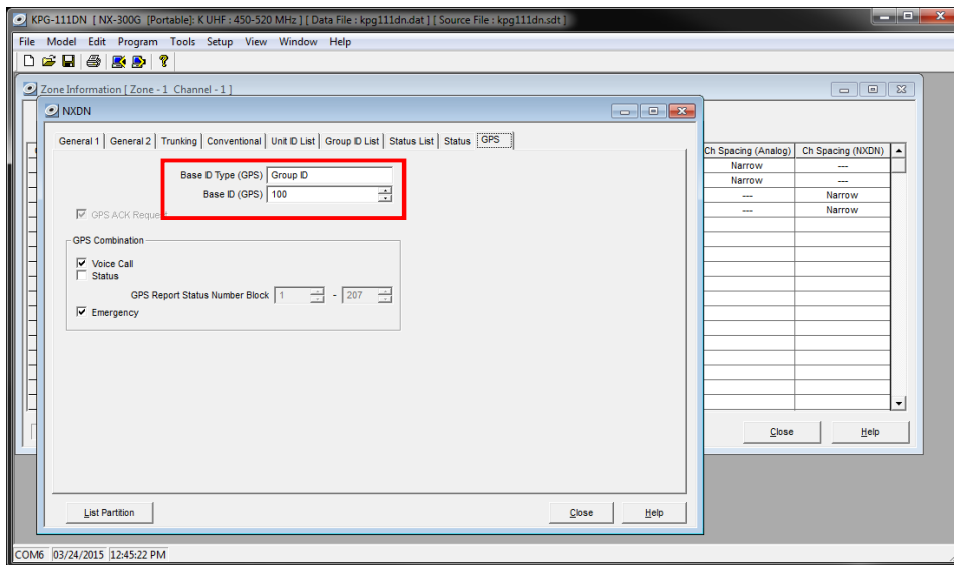 KPG-111DN [ NX-300G [Portable]: K UHF : 450-520 MHz ] [ Data File : kpg111dn.dat ] [ Source File : kpg111dn.sdt ]
File Model Edit Program Tools Setup View Window Help
Zone Information [ Zone - 1 Channel - 1 ]
NXDN
General 1 General 2 Trunking Conventional Unit ID List Group ID List Status List Status GPS
Ch Spacing (Analog) Ch Spacing (NXDN)
Narrow ---
Narrow ---
--- Narrow
--- Narrow
Base ID Type (GPS) Group ID
Base ID (GPS) 100
GPS ACK Reque
GPS Combination
Voice Call
Status
GPS Report Status Number Block 1 - 207
Emergency
Close Help
List Partition Close Help
COM6 03/24/2015 12:45:22 PM